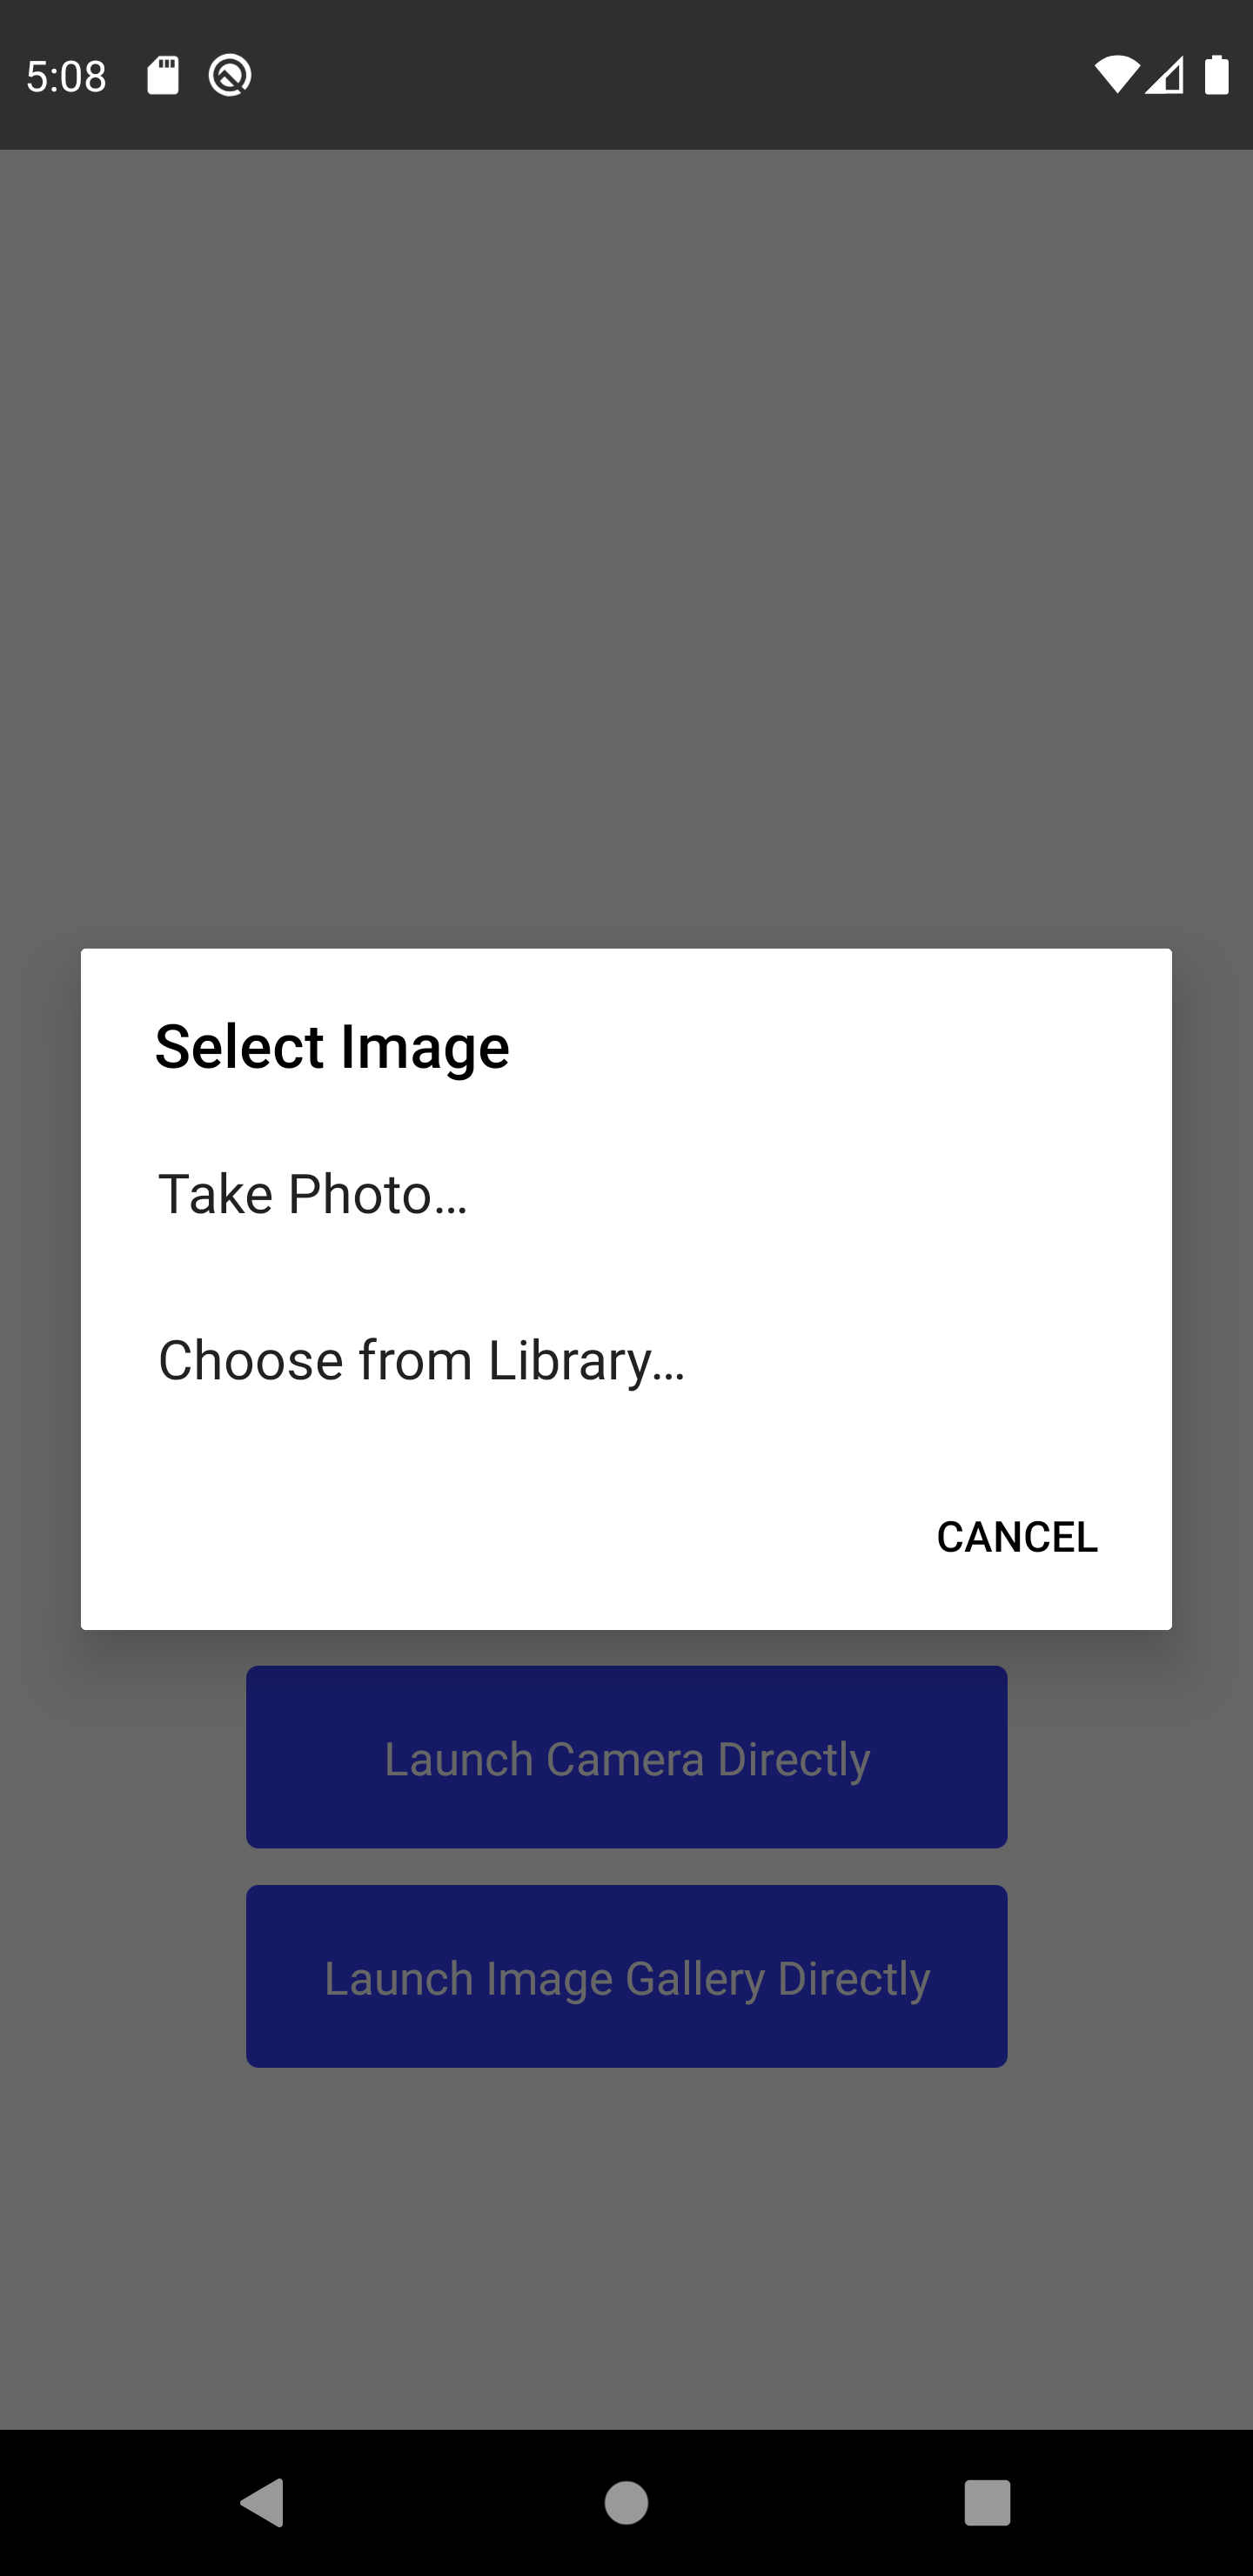 5:08
Select Image
Take Photo…
Choose from Library…
CANCEL
Launch Camera Directly
Launch Image Gallery Directly